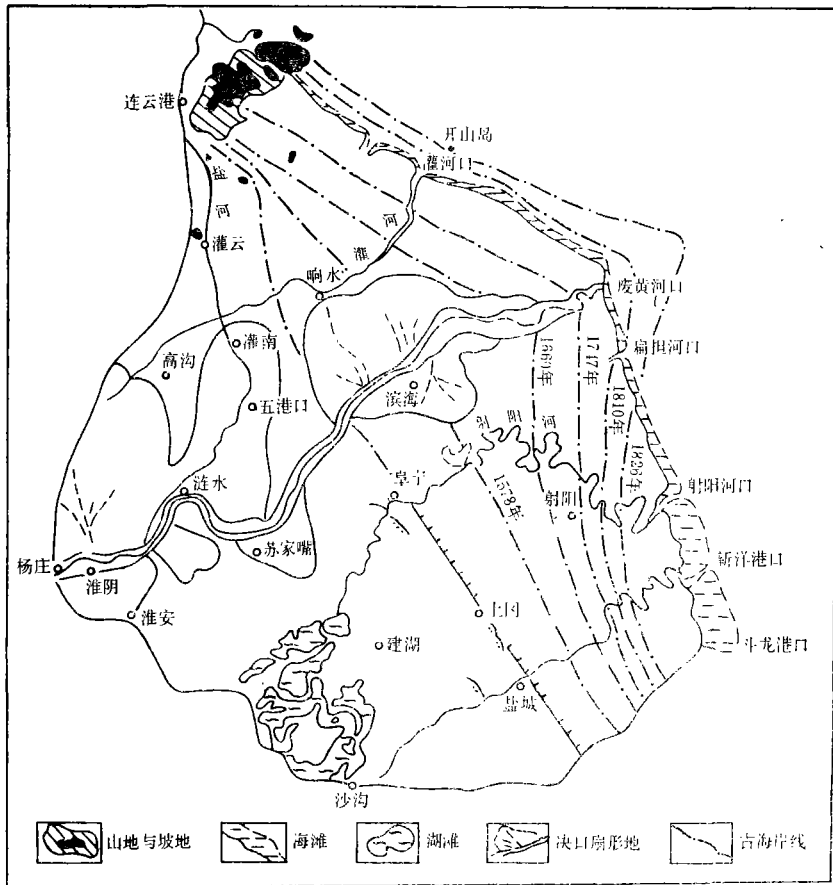 连云港
开山岛
灌河口
盐河
灌云
灌河
响水
废黄河口
灌南
高沟
扁担河口
滨海
五港口
1660年
1747年
1810年
1826年
射阳河
涟水
阜宁
1578年
射阳
射阳河口
苏家嘴
新洋港口
杨庄
淮阴
淮安
上冈
建湖
斗龙港口
盐城
沙沟
山地与坡地
海滩
湖滩
决口扇形地
古海岸线